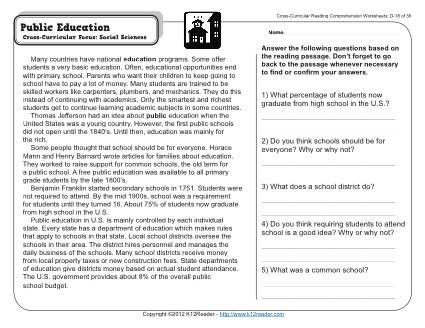 Cross-Curricular Reading Comprehension Worksheets: D-18 of 36
Public Education
Cross-Curricular Focus: Social Sciences
Name:
Many countries have national education programs. Some offer
students a very basic education. Often, educational opportunities end
with primary school. Parents who want their children to keep going to
school have to pay a lot of money. Many students are trained to be
skilled workers like carpenters, plumbers, and mechanics. They do this
instead of continuing with academics. Only the smartest and richest
students get to continue learning academic subjects in some countries.
Thomas Jefferson had an idea about public education when the
United States was a young country. However, the first public schools
did not open until the 1840's. Until then, education was mainly for
the rich.
Some people thought that school should be for everyone. Horace
Mann and Henry Barnard wrote articles for families about education.
They worked to raise support for common schools, the old term for
a public school. A free public education was available to all primary
grade students by the late 1800's.
Benjamin Franklin started secondary schools in 1751. Students were
not required to attend. By the mid 1900s, school was a requirement
for students until they turned 16. About 75% of students now graduate
from high school in the U.S.
Public education in U.S. is mainly controlled by each individual
state. Every state has a department of education which makes rules
that apply to schools in that state. Local school districts oversee the
schools in their area. The district hires personnel and manages the
daily business of the schools. Many school districts receive money
from local property taxes or new construction fees. State departments
of education give districts money based on actual student attendance.
The U.S. government provides about 8% of the overall public
school budget.
Answer the following questions based on
the reading passage. Don't forget to go
back to the passage whenever necessary
to find or confirm your answers.
1) What percentage of students now
graduate from high school in the U.S.?
2) Do you think schools should be for
everyone? Why or why not?
3) What does a school district do?
4) Do you think requiring students to attend
school is a good idea? Why or why not?
5) What was a common school?
Copyright ©2012 K12Reader - http://www.k12reader.com